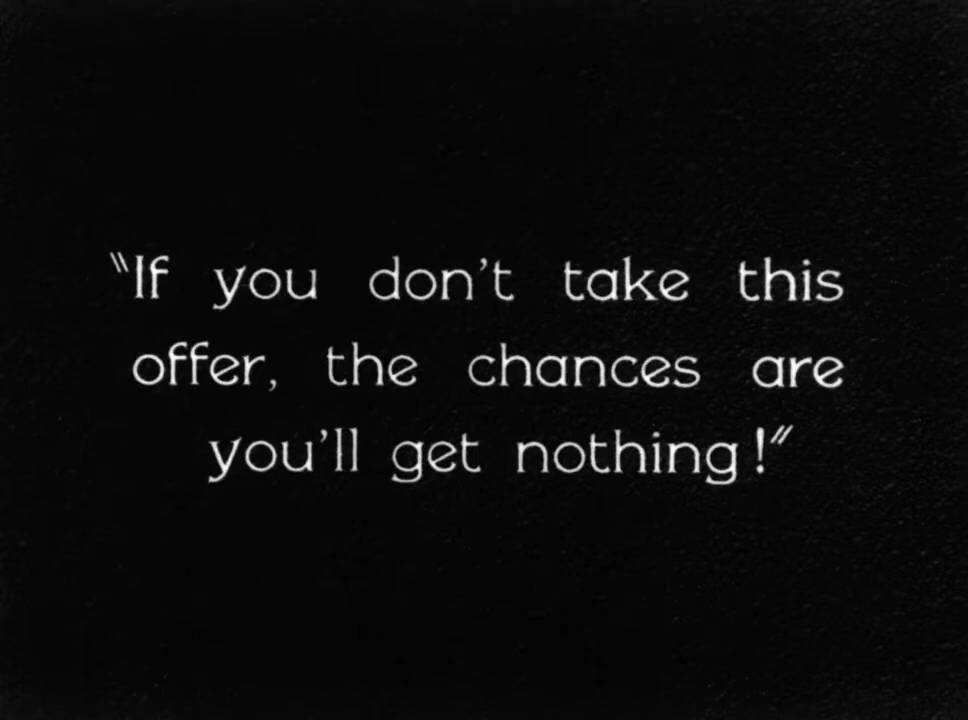 "If you don't take this
offer, the chances are
you'll get nothing!"